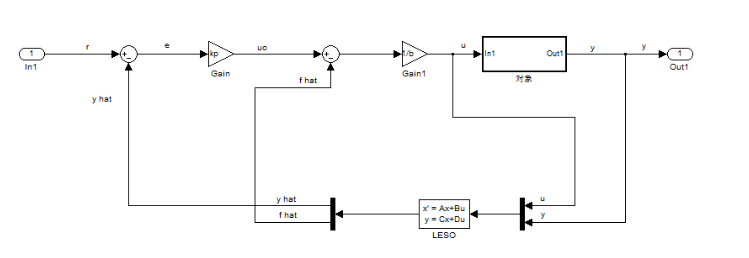 r
e
uo
u
y
y
1
kp
1/b
In1
Out1
1
In1
Gain
f hat
Gain1
对象
Out1
y hat
y hat
f hat
x' = Ax+Bu
y = Cx+Du
u
y
LESO